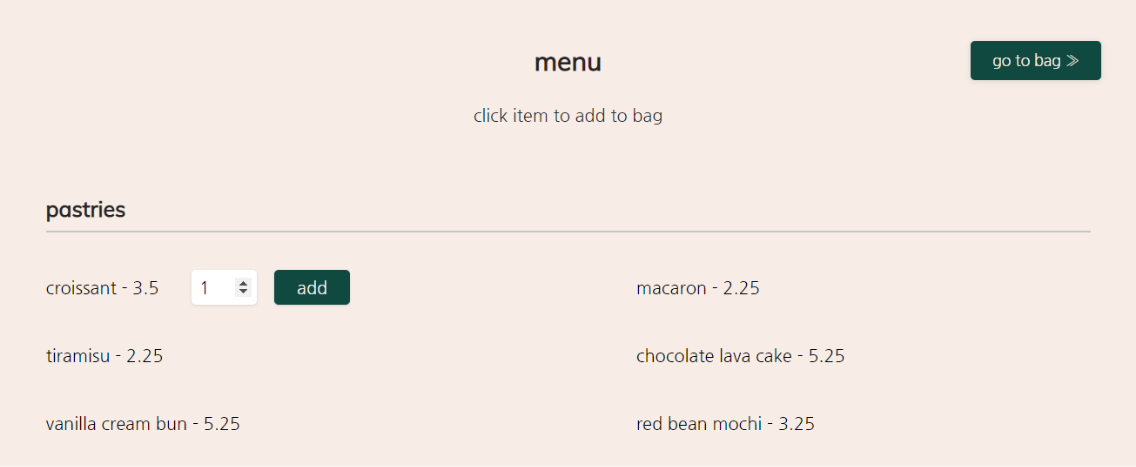 menu
go to bag ≫
click item to add to bag
pastries
croissant - 3.5 1 add
macaron - 2.25
tiramisu - 2.25
chocolate lava cake - 5.25
vanilla cream bun - 5.25
red bean mochi - 3.25